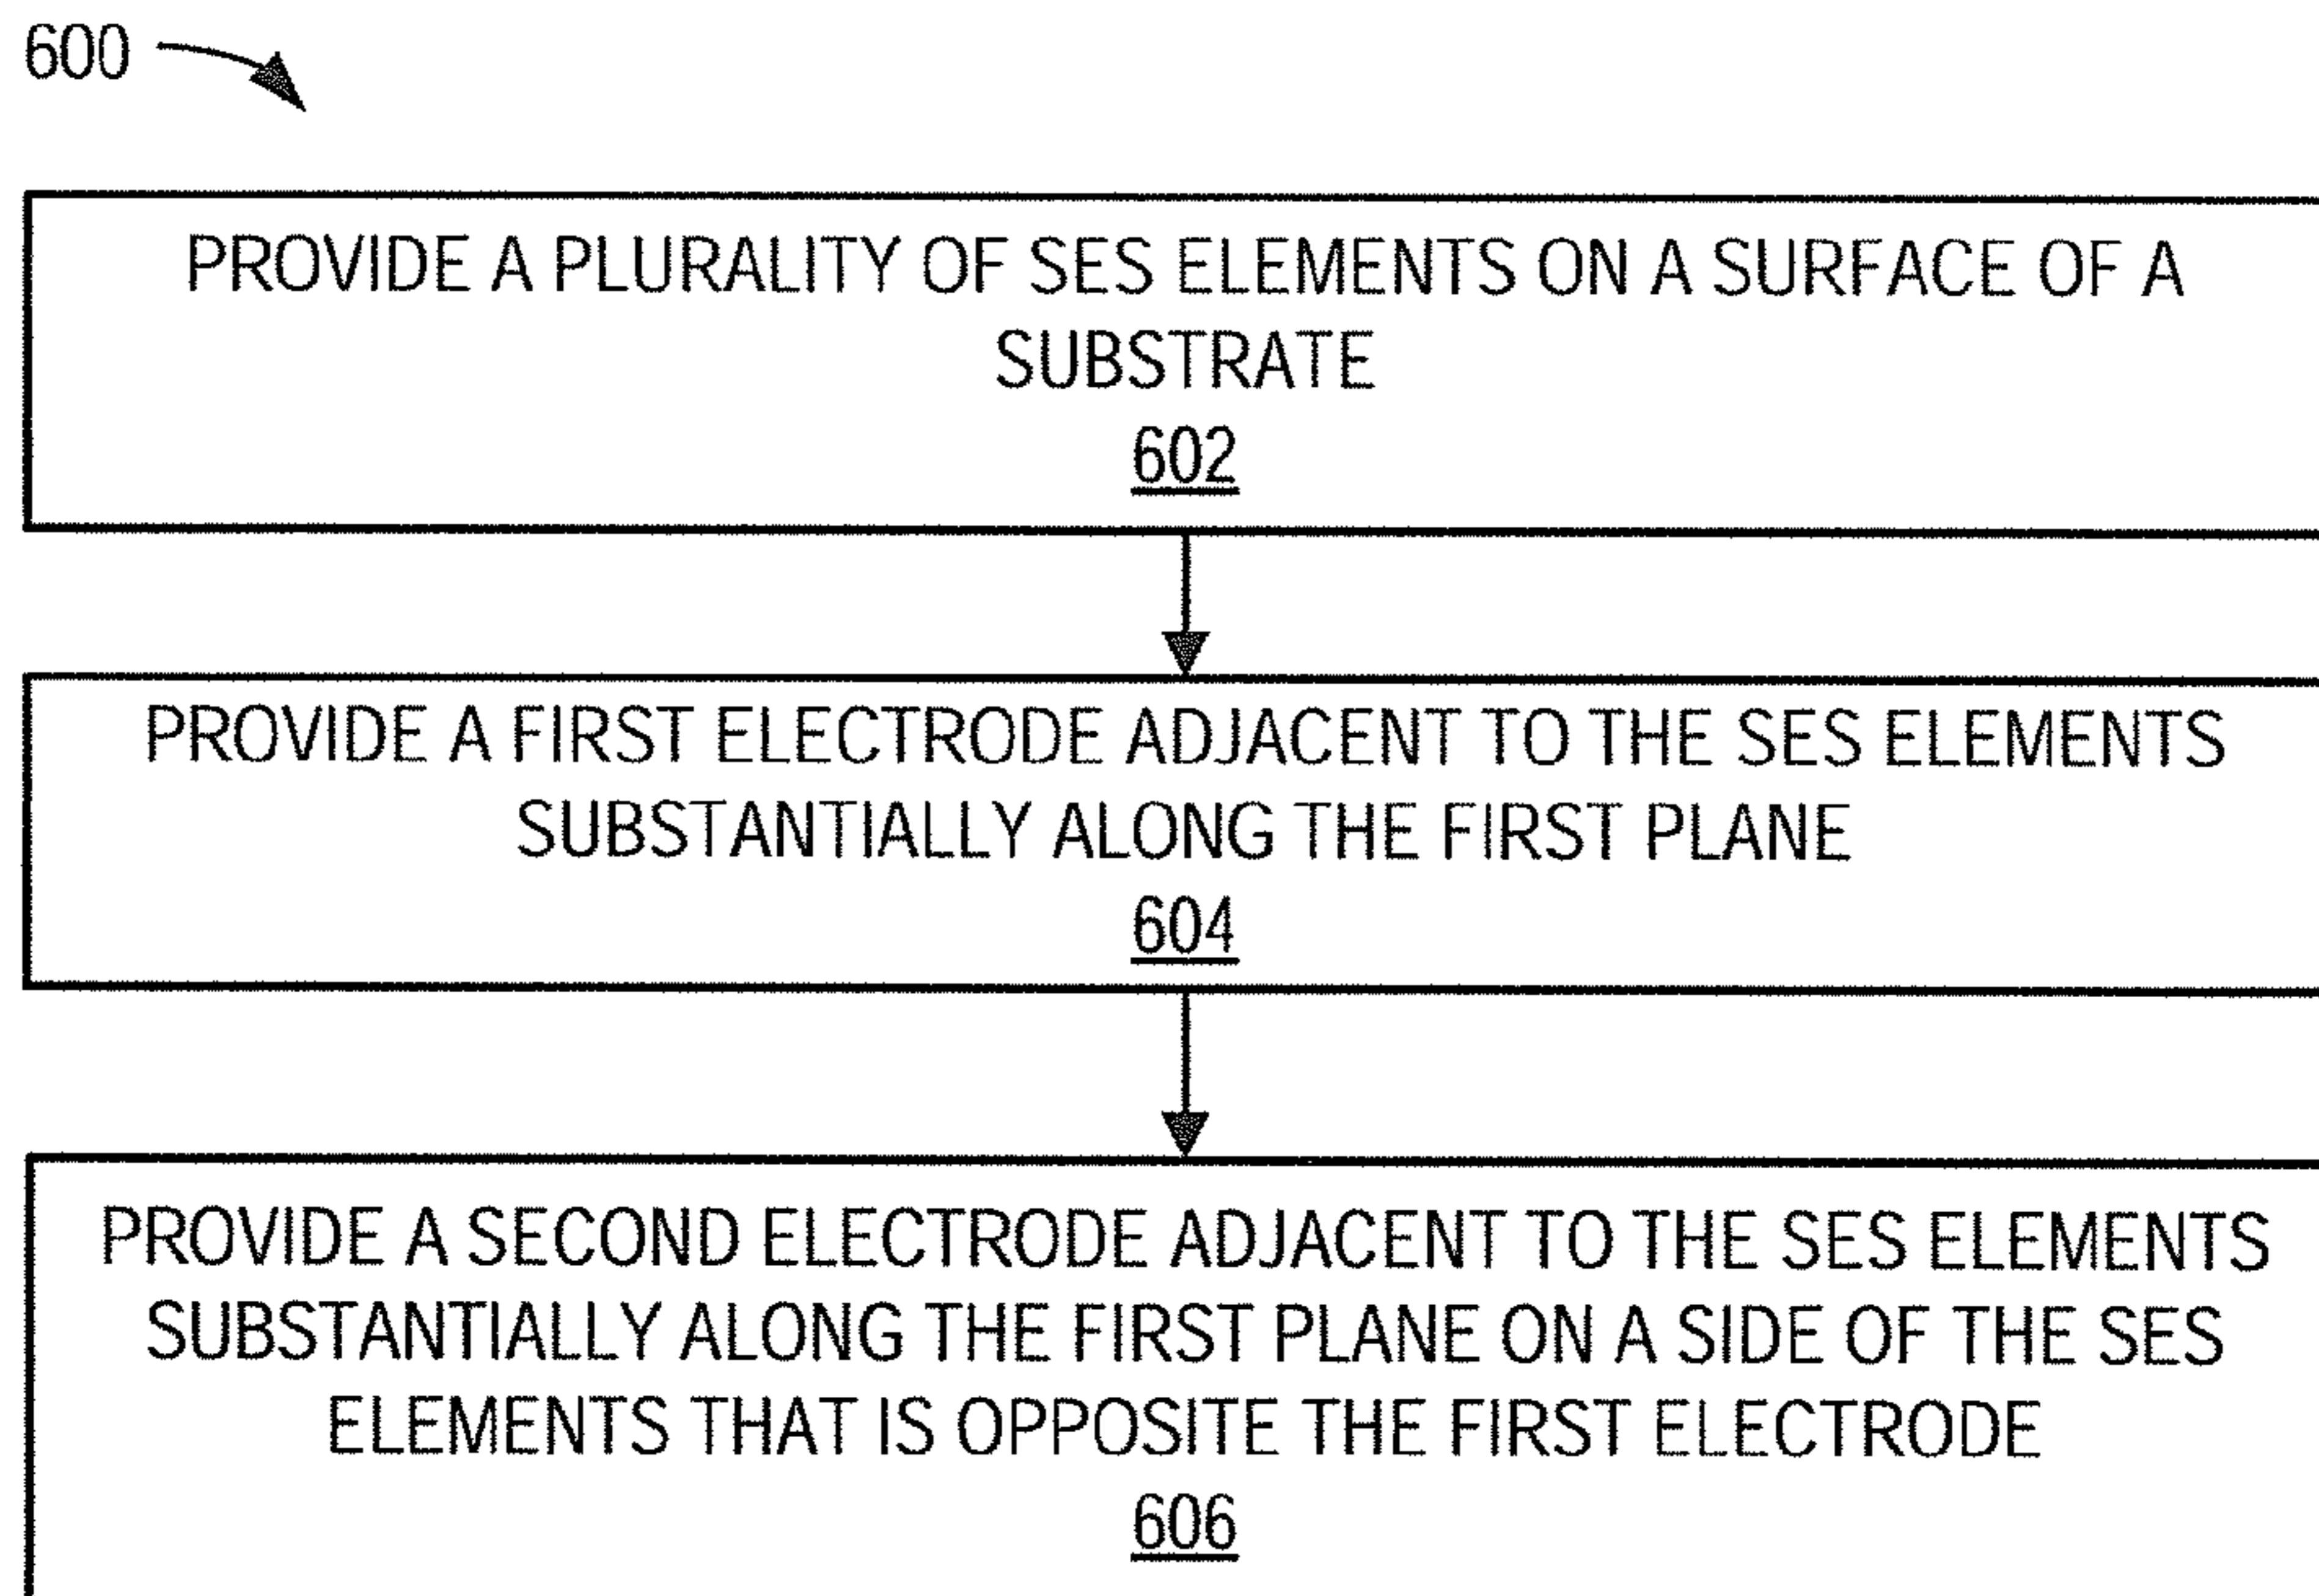 600
PROVIDE A PLURALITY OF SES ELEMENTS ON A SURFACE OF A
SUBSTRATE
602
PROVIDE A FIRST ELECTRODE ADJACENT TO THE SES ELEMENTS
SUBSTANTIALLY ALONG THE FIRST PLANE
604
PROVIDE A SECOND ELECTRODE ADJACENT TO THE SES ELEMENTS
SUBSTANTIALLY ALONG THE FIRST PLANE ON A SIDE OF THE SES
ELEMENTS THAT IS OPPOSITE THE FIRST ELECTRODE
606